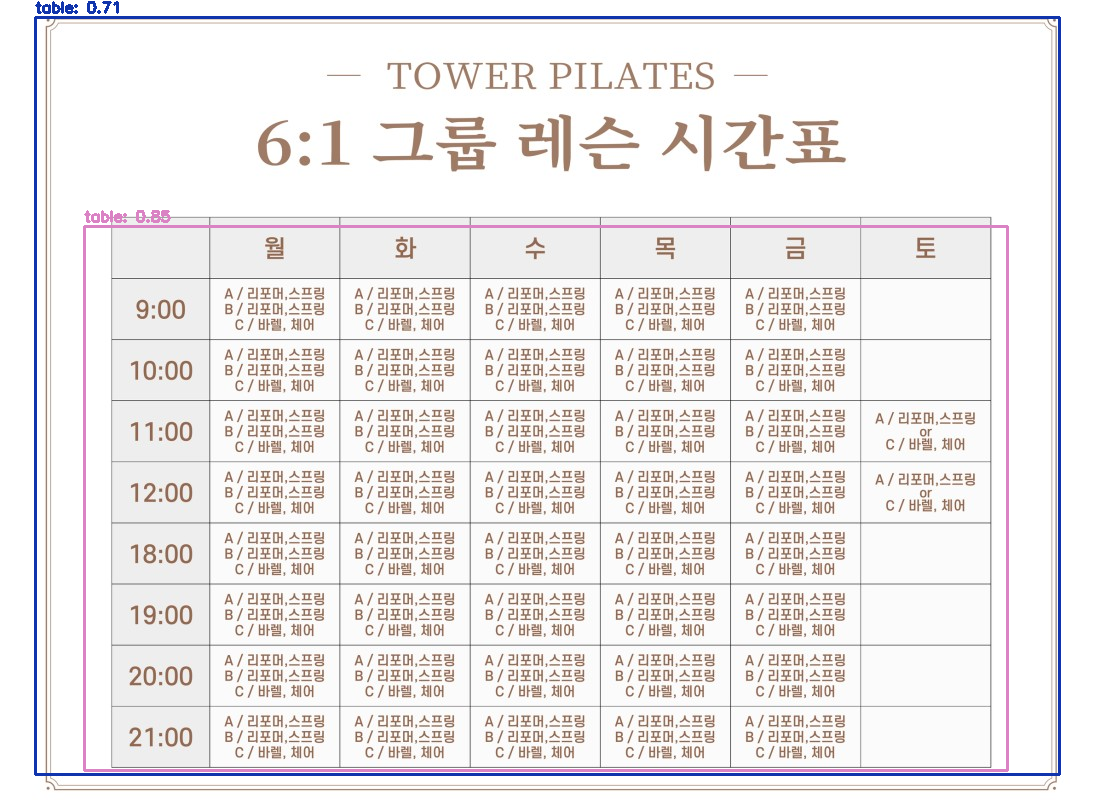 table: 0.71
TOWER PILATES
6:1 그룹 레슨 시간표
table: 0.85
월 화 수 목 금 토
9:00
A / 리포머,스프링 A / 리포머,스프링 A / 리포머,스프링 A / 리포머,스프링 A / 리포머,스프링
B / 리포머,스프링 B / 리포머,스프링 B / 리포머,스프링 B / 리포머,스프링 B / 리포머,스프링
C / 바렐, 체어 C / 바렐, 체어 C / 바렐, 체어 C / 바렐, 체어 C / 바렐, 체어
10:00
A / 리포머,스프링 A / 리포머,스프링 A / 리포머,스프링 A / 리포머,스프링 A / 리포머,스프링
B / 리포머,스프링 B / 리포머,스프링 B / 리포머,스프링 B / 리포머,스프링 B / 리포머,스프링
C / 바렐, 체어 C / 바렐, 체어 C / 바렐, 체어 C / 바렐, 체어 C / 바렐, 체어
11:00
A / 리포머,스프링 A / 리포머,스프링 A / 리포머,스프링 A / 리포머,스프링 A / 리포머,스프링 A / 리포머,스프링
B / 리포머,스프링 B / 리포머,스프링 B / 리포머,스프링 B / 리포머,스프링 B / 리포머,스프링 or
C / 바렐, 체어 C / 바렐, 체어 C / 바렐, 체어 C / 바렐, 체어 C / 바렐, 체어 C / 바렐, 체어
12:00
A / 리포머,스프링 A / 리포머,스프링 A / 리포머,스프링 A / 리포머,스프링 A / 리포머,스프링 A / 리포머,스프링
B / 리포머,스프링 B / 리포머,스프링 B / 리포머,스프링 B / 리포머,스프링 B / 리포머,스프링 or
C / 바렐, 체어 C / 바렐, 체어 C / 바렐, 체어 C / 바렐, 체어 C / 바렐, 체어 C / 바렐, 체어
18:00
A / 리포머,스프링 A / 리포머,스프링 A / 리포머,스프링 A / 리포머,스프링 A / 리포머,스프링
B / 리포머,스프링 B / 리포머,스프링 B / 리포머,스프링 B / 리포머,스프링 B / 리포머,스프링
C / 바렐, 체어 C / 바렐, 체어 C / 바렐, 체어 C / 바렐, 체어 C / 바렐, 체어
19:00
A / 리포머,스프링 A / 리포머,스프링 A / 리포머,스프링 A / 리포머,스프링 A / 리포머,스프링
B / 리포머,스프링 B / 리포머,스프링 B / 리포머,스프링 B / 리포머,스프링 B / 리포머,스프링
C / 바렐, 체어 C / 바렐, 체어 C / 바렐, 체어 C / 바렐, 체어 C / 바렐, 체어
20:00
A / 리포머,스프링 A / 리포머,스프링 A / 리포머,스프링 A / 리포머,스프링 A / 리포머,스프링
B / 리포머,스프링 B / 리포머,스프링 B / 리포머,스프링 B / 리포머,스프링 B / 리포머,스프링
C / 바렐, 체어 C / 바렐, 체어 C / 바렐, 체어 C / 바렐, 체어 C / 바렐, 체어
21:00
A / 리포머,스프링 A / 리포머,스프링 A / 리포머,스프링 A / 리포머,스프링 A / 리포머,스프링
B / 리포머,스프링 B / 리포머,스프링 B / 리포머,스프링 B / 리포머,스프링 B / 리포머,스프링
C / 바렐, 체어 C / 바렐, 체어 C / 바렐, 체어 C / 바렐, 체어 C / 바렐, 체어